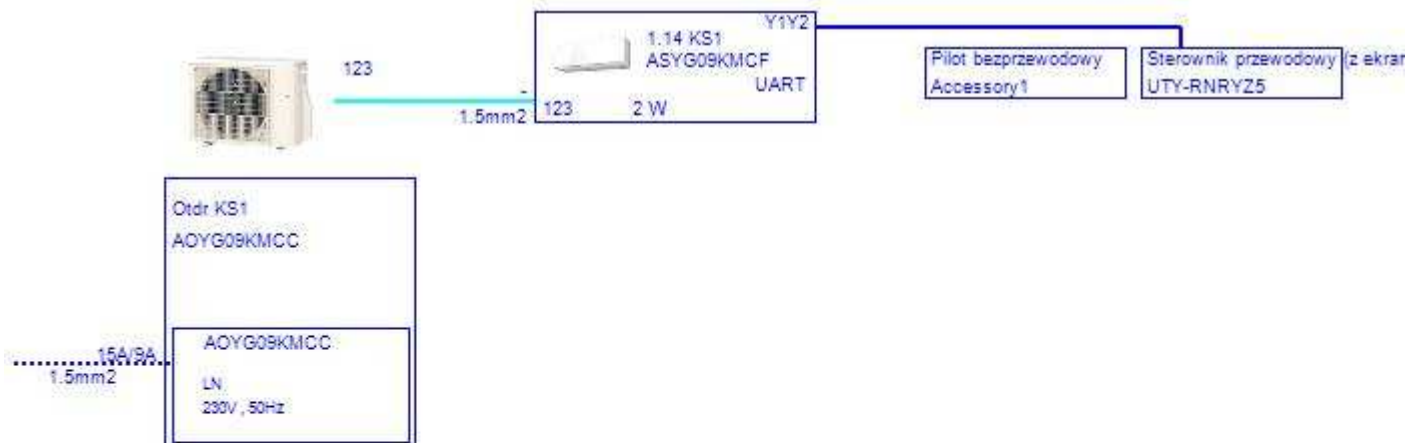 Y1Y2
1.14 KS1
ASYG09KMCF
UART
123
2 W
123
-
1.5mm2
Pilot bezprzewodowy
Accessory1
Sterownik przewodowy (z ekran
UTY-RNRYZ5
Otdr KS1
AOYG09KMCC
15A/9A
1.5mm2
AOYG09KMCC
LN
230V , 50Hz